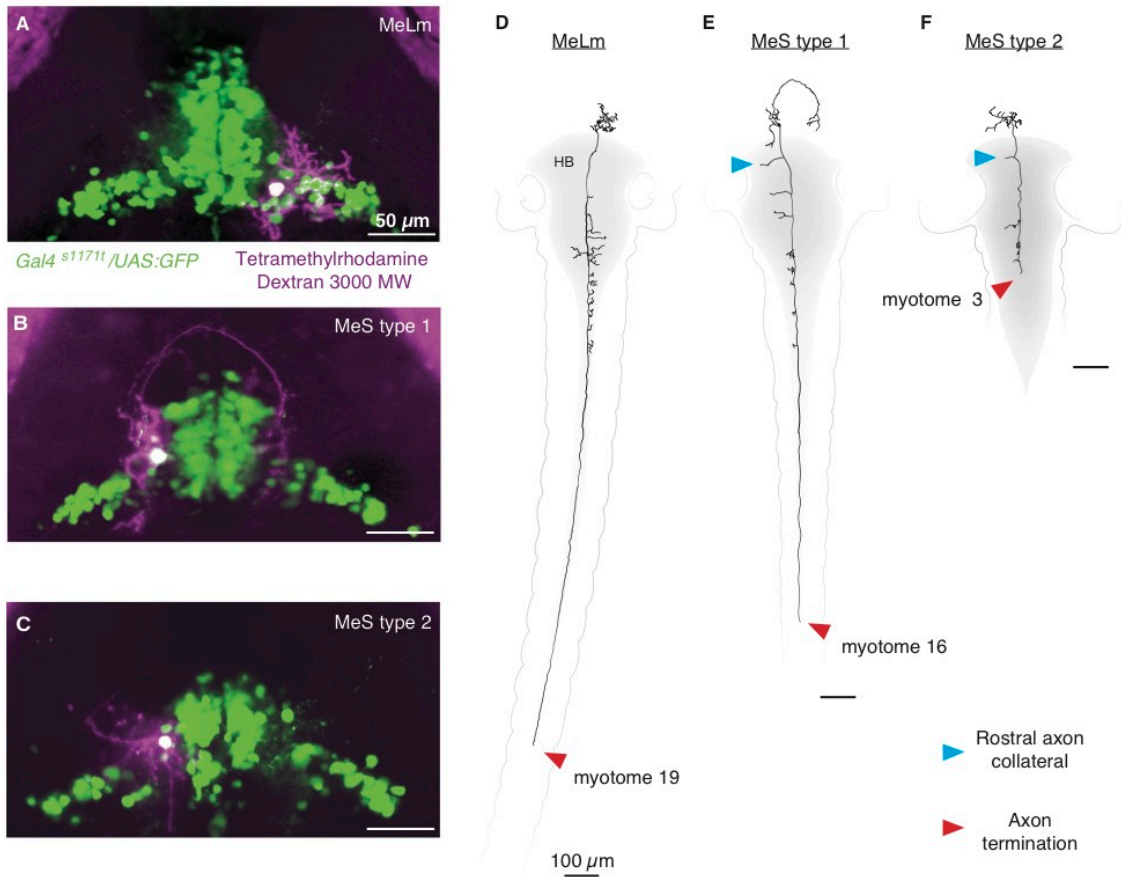 A
MeLm
50 µm
Gal4 s1171t /UAS:GFP
Tetramethylrhodamine
Dextran 3000 MW
B
MeS type 1
C
MeS type 2
D
MeLm
HB
myotome 19
100 µm
E
MeS type 1
myotome 16
F
MeS type 2
myotome 3
Rostral axon
collateral
Axon
termination